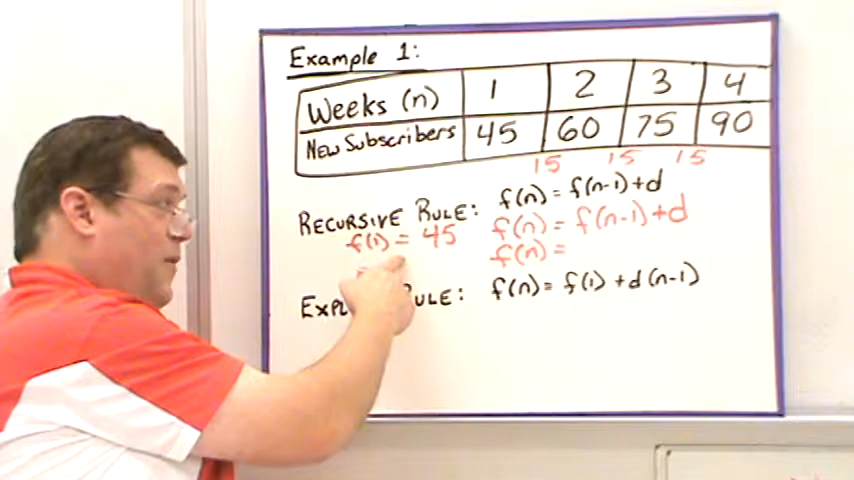 Example 1:
Weeks (n) 1 2 3 4
New Subscribers 45 60 75 90
15 15 15
Recursive Rule: f(n) = f(n-1)+d
f(1) = 45 f(n) = f(n-1)+d
f(n) =
Rule: f(n) = f(1) + d(n-1)